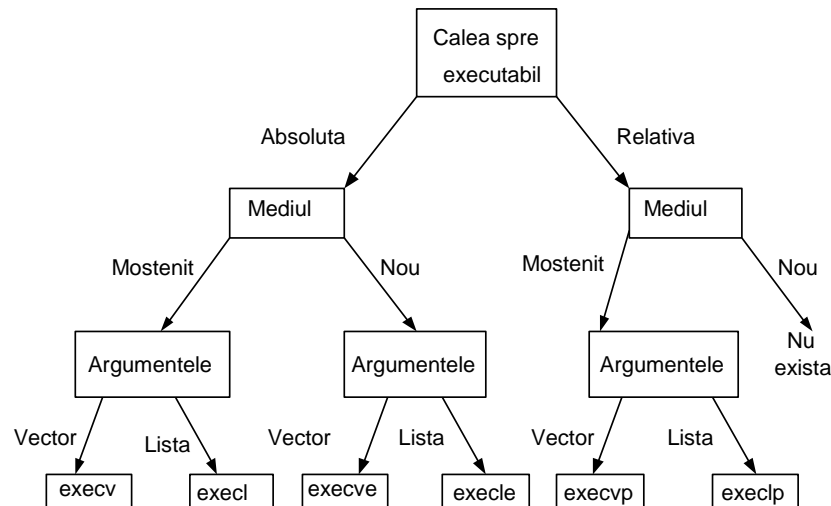 Calea spre
executabil
Absoluta
Relativa
Mediul
Mediul
Mostenit
Nou
Mostenit
Nou
Argumentele
Argumentele
Argumentele
Nu
exista
Vector
Lista
Vector
Lista
Vector
Lista
execv
execl
execve
execle
execvp
execlp